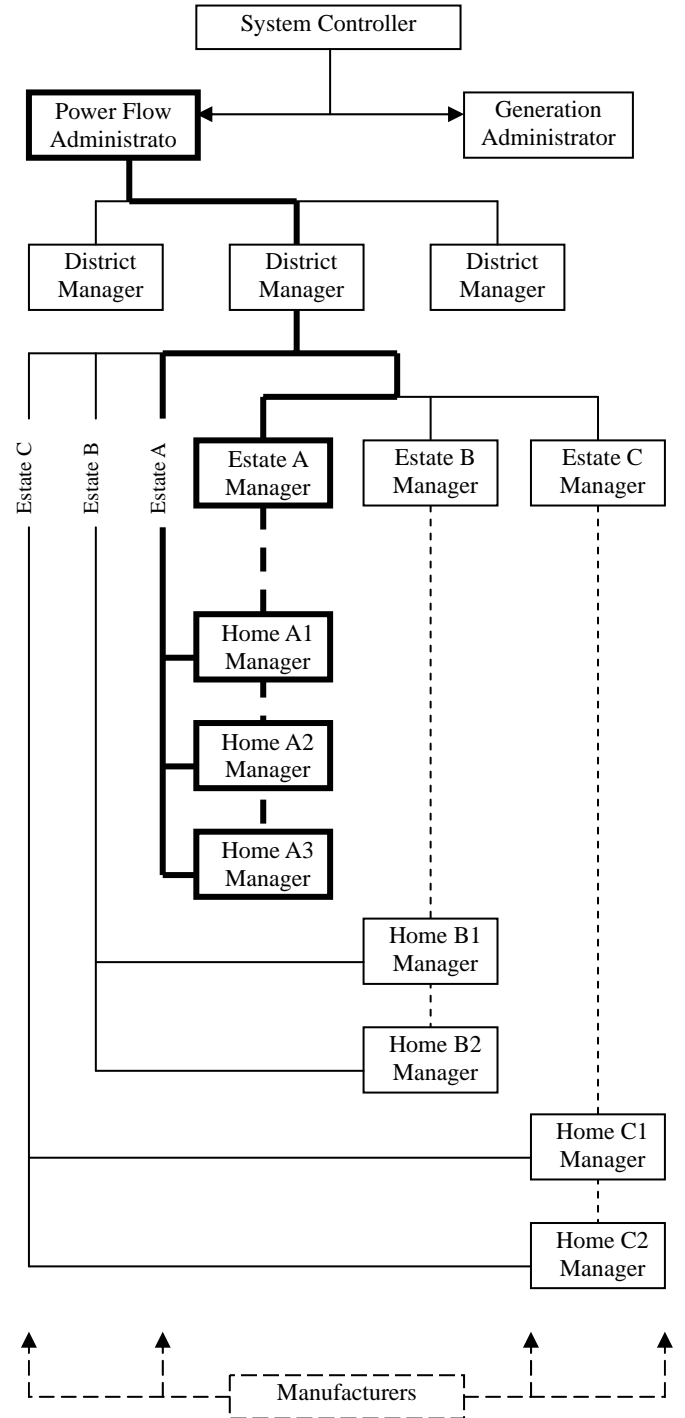 System Controller
Power Flow
Administrato
Generation
Administrator
District
Manager
District
Manager
District
Manager
Estate C
Estate B
Estate A
Estate A
Manager
Estate B
Manager
Estate C
Manager
Home A1
Manager
Home A2
Manager
Home A3
Manager
Home B1
Manager
Home B2
Manager
Home C1
Manager
Home C2
Manager
Manufacturers